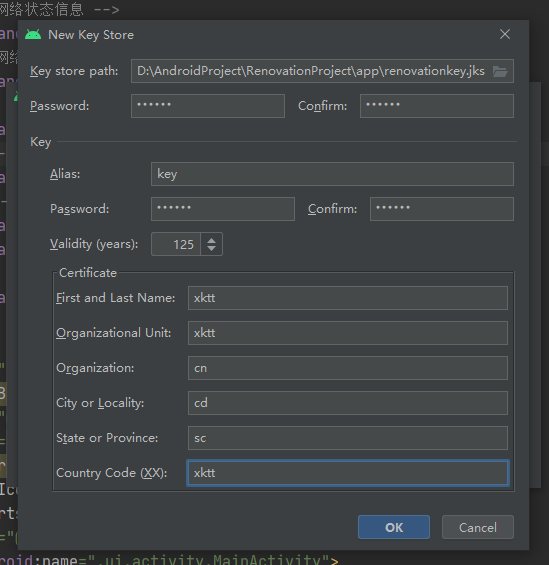 网络状态信息 -->
New Key Store
Key store path: D:\AndroidProject\RenovationProject\app\renovationkey.jks
Password: •••••• Confirm: ••••••
Key
Alias: key
Password: •••••• Confirm: ••••••
Validity (years): 125
Certificate
First and Last Name: xktt
Organizational Unit: xktt
Organization: cn
City or Locality: cd
State or Province: sc
Country Code (XX): xktt
OK Cancel
roid:name=".ui.activity.MainActivity">